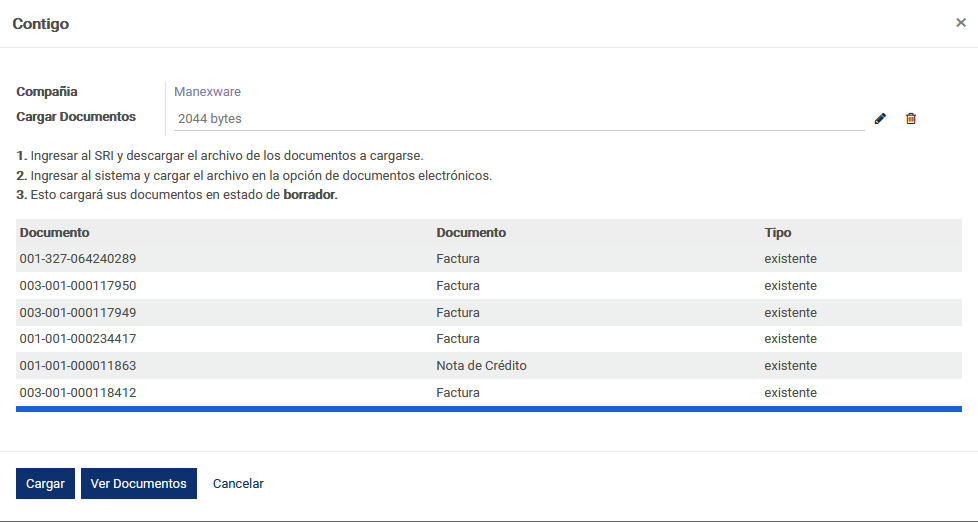 Contigo ×
Compañia Manexware
Cargar Documentos 2044 bytes
1. Ingresar al SRI y descargar el archivo de los documentos a cargarse.
2. Ingresar al sistema y cargar el archivo en la opción de documentos electrónicos.
3. Esto cargará sus documentos en estado de borrador.
Documento Documento Tipo
001-327-064240289 Factura existente
003-001-000117950 Factura existente
003-001-000117949 Factura existente
001-001-000234417 Factura existente
001-001-000011863 Nota de Crédito existente
003-001-000118412 Factura existente
Cargar Ver Documentos Cancelar